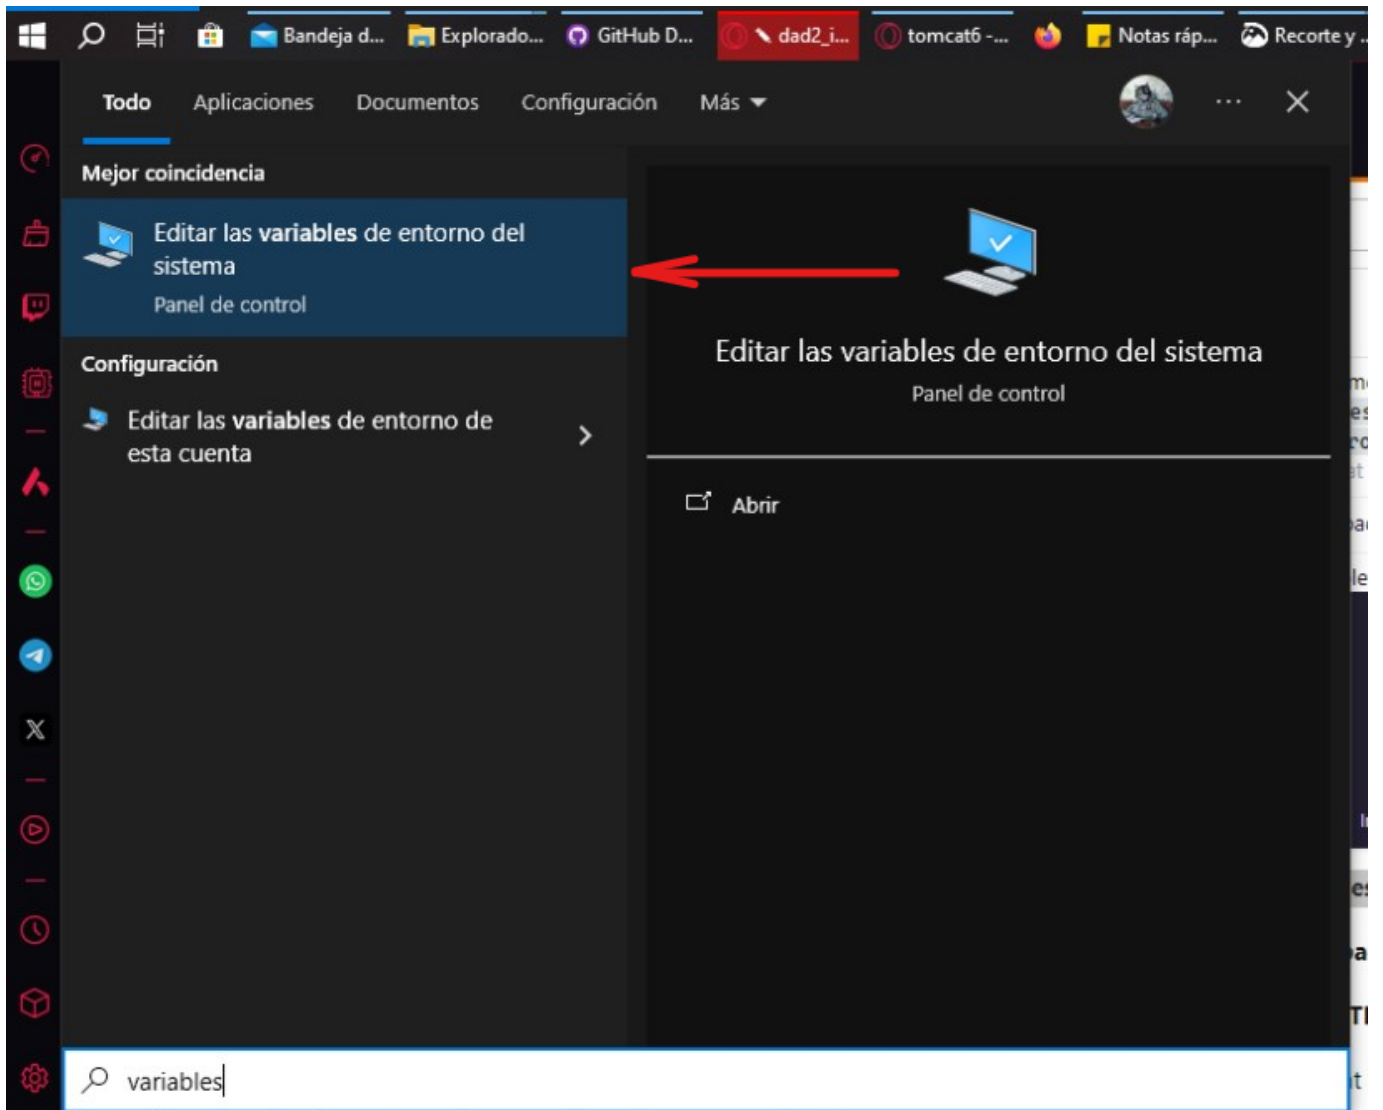 Bandeja d...
Explorado...
GitHub D...
dad2_i...
tomcat6 -...
Notas ráp...
Recorte y ...
Todo
Aplicaciones
Documentos
Configuración
Más
Mejor coincidencia
Editar las variables de entorno del
sistema
Panel de control
Configuración
Editar las variables de entorno de
esta cuenta
Editar las variables de entorno del sistema
Panel de control
Abrir
variables